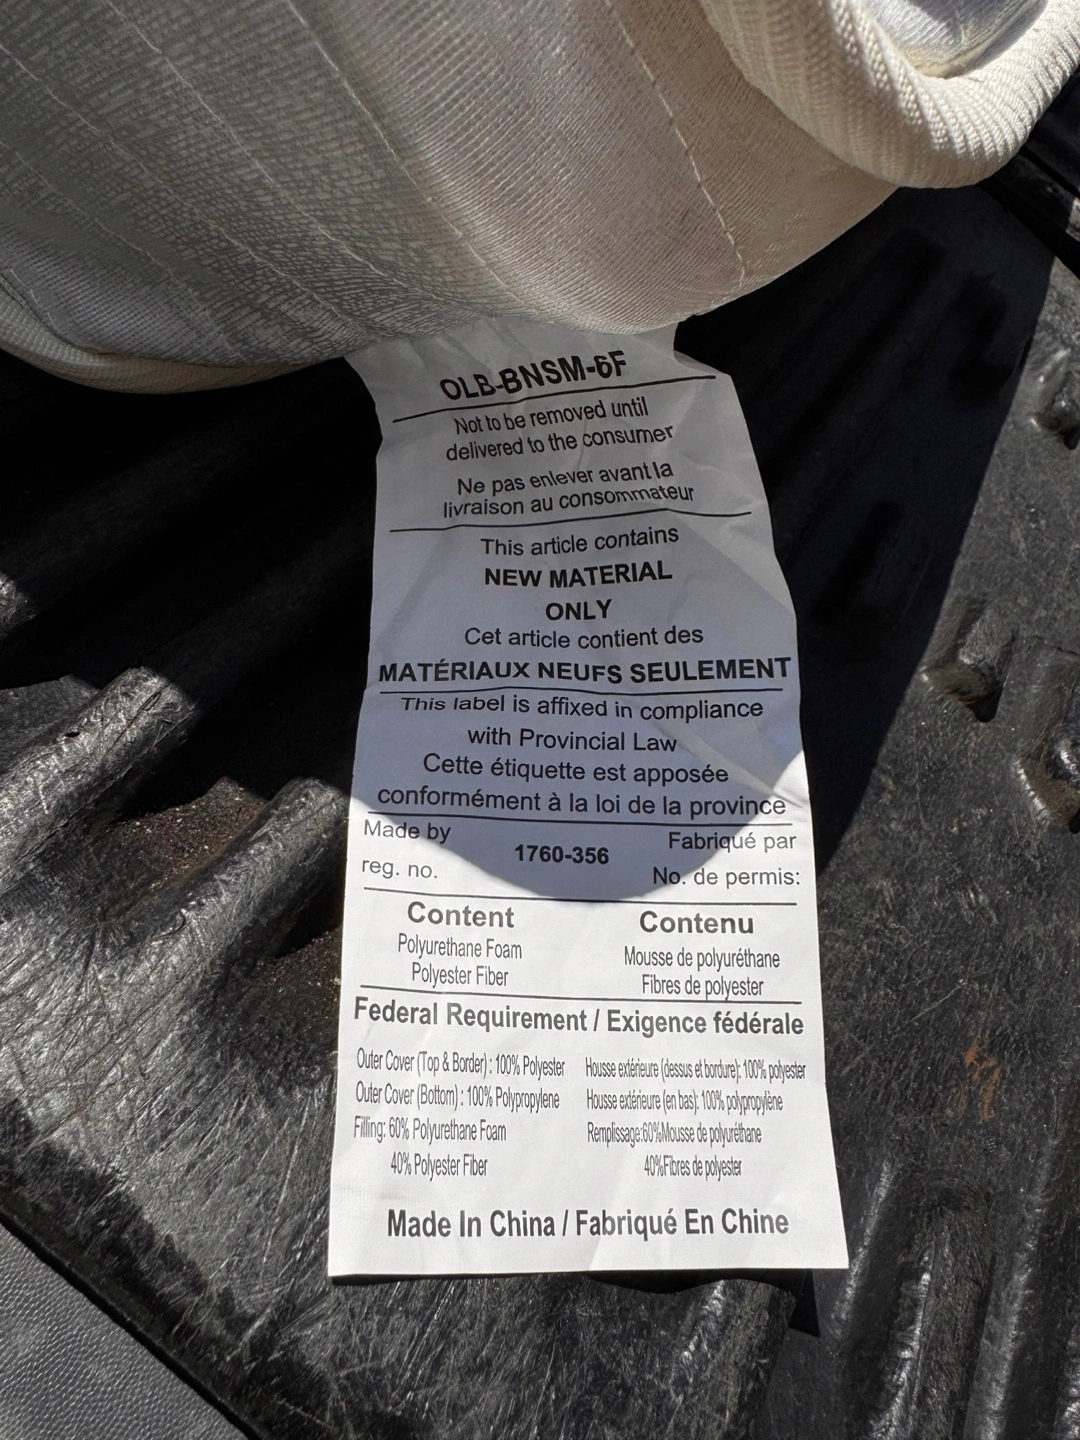 OLB-BNSM-6F
Not to be removed until
delivered to the consumer
Ne pas enlever avant la
livraison au consommateur
This article contains
NEW MATERIAL
ONLY
Cet article contient des
MATÉRIAUX NEUFS SEULEMENT
This label is affixed in compliance
with Provincial Law
Cette étiquette est apposée
conformément à la loi de la province
Made by
reg. no.
1760-356
Fabriqué par
No. de permis:
Content
Polyurethane Foam
Polyester Fiber
Contenu
Mousse de polyuréthane
Fibres de polyester
Federal Requirement / Exigence fédérale
Outer Cover (Top & Border) : 100% Polyester
Outer Cover (Bottom) : 100% Polypropylene
Filling: 60% Polyurethane Foam
40% Polyester Fiber
Housse extérieure (dessus et bordure): 100% polyester
Housse extérieure (en bas): 100% polypropylène
Remplissage:60%Mousse de polyuréthane
40%Fibres de polyester
Made In China / Fabriqué En Chine